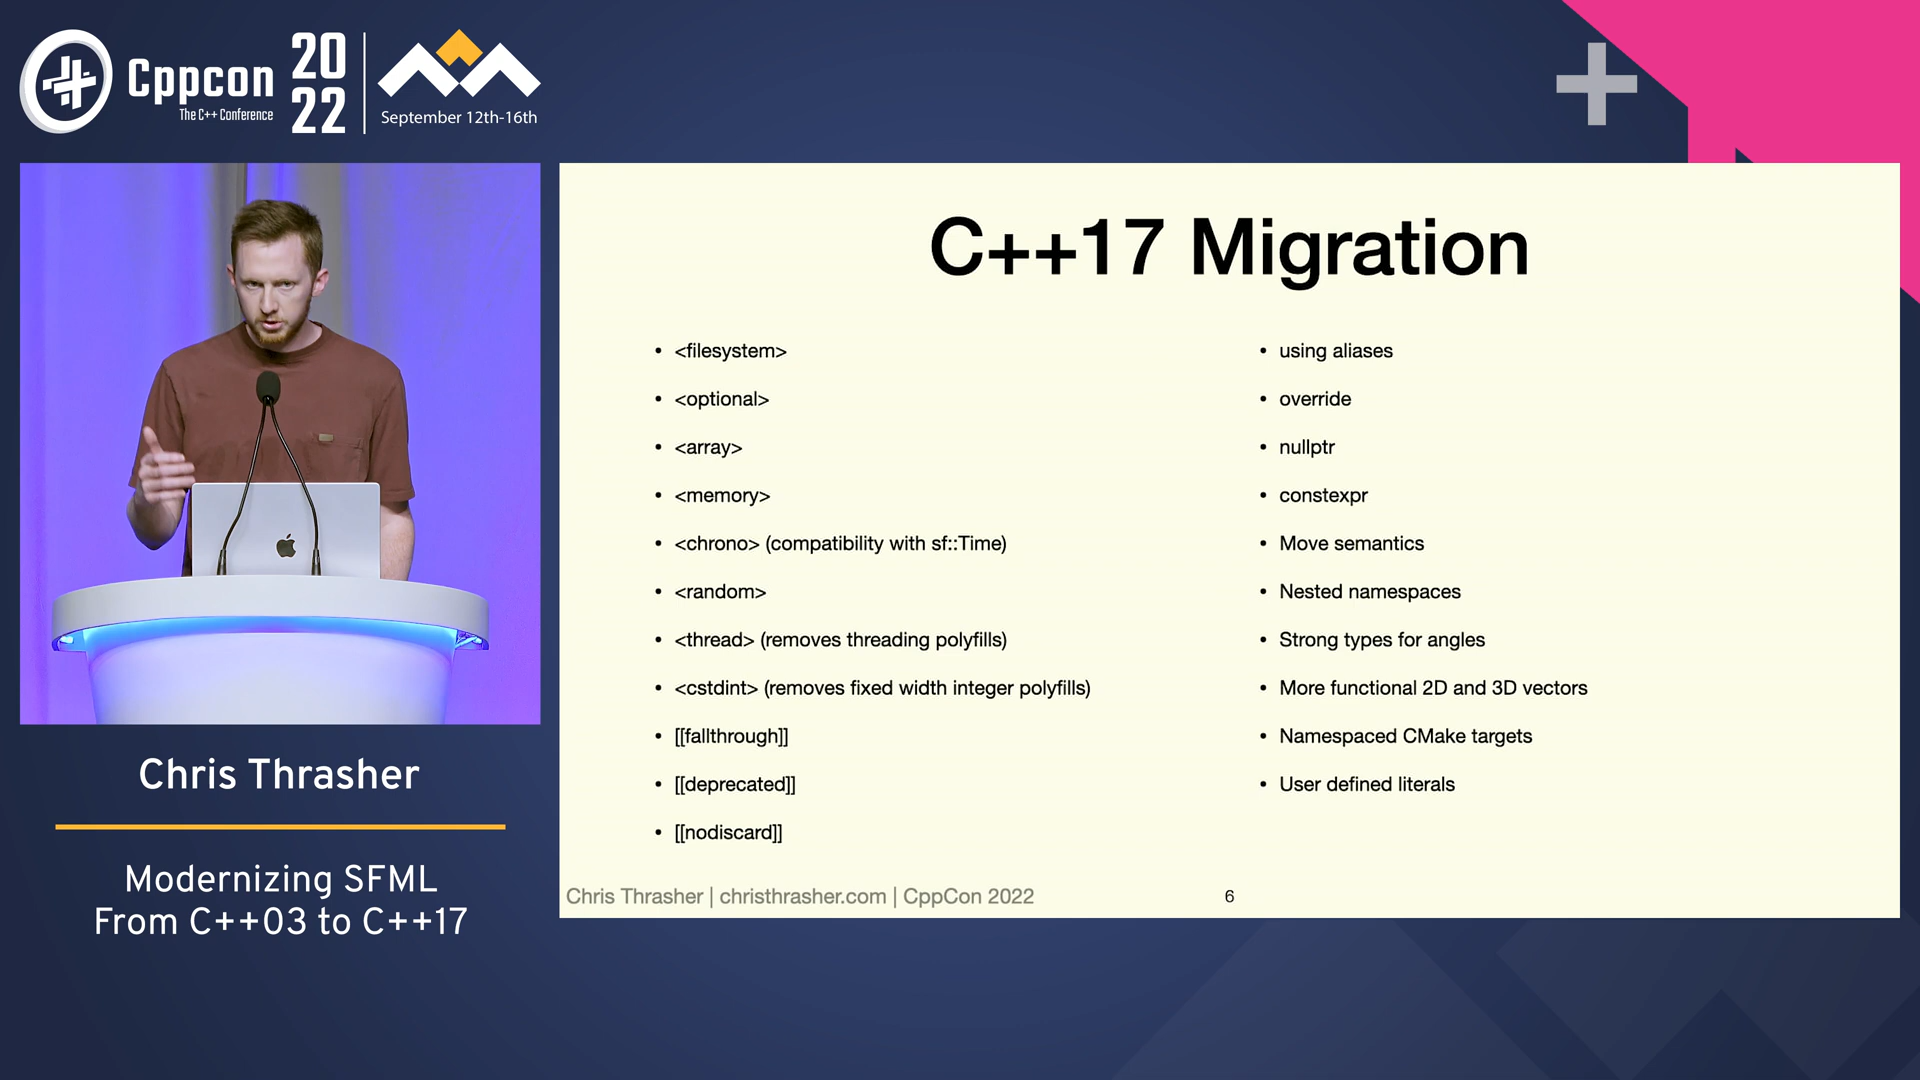 Cppcon
The C++ Conference
20
22
September 12th-16th
C++17 Migration
• <filesystem>
• <optional>
• <array>
• <memory>
• <chrono> (compatibility with sf::Time)
• <random>
• <thread> (removes threading polyfills)
• <cstdint> (removes fixed width integer polyfills)
• [[fallthrough]]
• [[deprecated]]
• [[nodiscard]]
• using aliases
• override
• nullptr
• constexpr
• Move semantics
• Nested namespaces
• Strong types for angles
• More functional 2D and 3D vectors
• Namespaced CMake targets
• User defined literals
Chris Thrasher | christhrasher.com | CppCon 2022
6
Chris Thrasher
Modernizing SFML
From C++03 to C++17